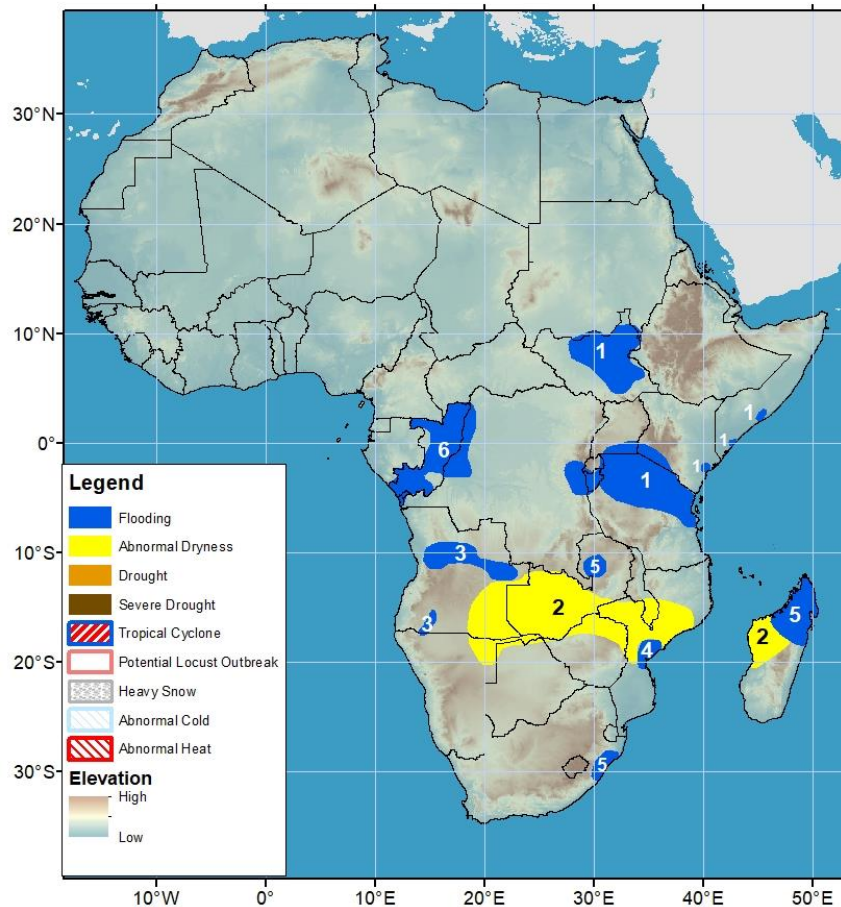 30°N
20°N
10°N
0°
10°S
20°S
30°S
1
1
1
1
1
6
3
3
5
2
4
5
2
5
Legend
Flooding
Abnormal Dryness
Drought
Severe Drought
Tropical Cyclone
Potential Locust Outbreak
Heavy Snow
Abnormal Cold
Abnormal Heat
Elevation
High
Low
10°W
0°
10°E
20°E
30°E
40°E
50°E